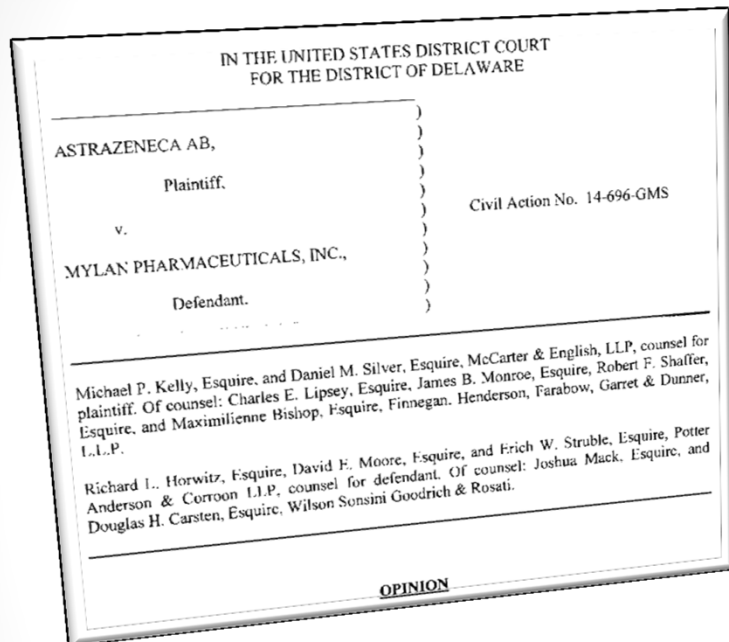 IN THE UNITED STATES DISTRICT COURT
FOR THE DISTRICT OF DELAWARE
)
ASTRAZENECA AB, )
)
Plaintiff, )
)
v. ) Civil Action No. 14-696-GMS
)
MYLAN PHARMACEUTICALS, INC., )
)
Defendant. )
)
Michael P. Kelly, Esquire, and Daniel M. Silver, Esquire, McCarter & English, LLP, counsel for
plaintiff. Of counsel: Charles E. Lipsey, Esquire, James B. Monroe, Esquire, Robert F. Shaffer,
Esquire, and Maximilienne Bishop, Esquire, Finnegan, Henderson, Farabow, Garret & Dunner,
L.L.P.
Richard L. Horwitz, Esquire, David E. Moore, Esquire, and Erich W. Struble, Esquire, Potter
Anderson & Corroon LLP, counsel for defendant. Of counsel: Joshua Mack, Esquire, and
Douglas H. Carsten, Esquire, Wilson Sonsini Goodrich & Rosati.
OPINION